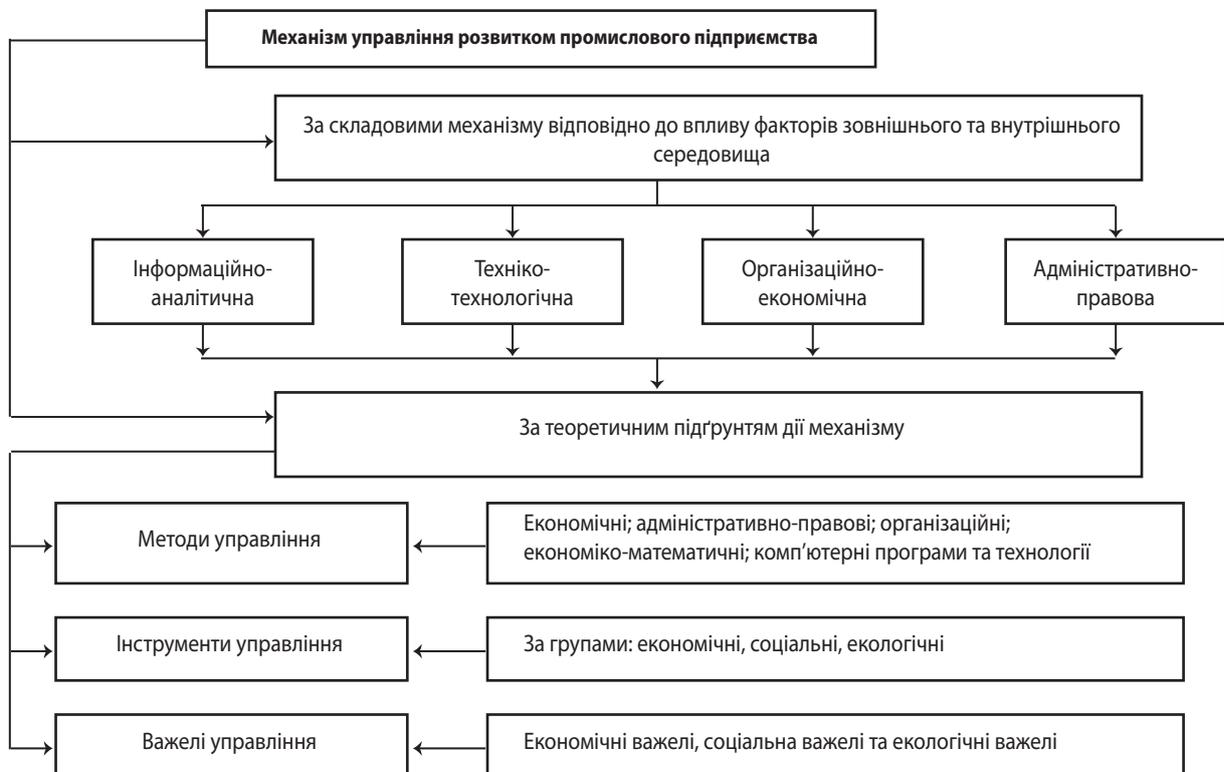 Механізм управління розвитком промислового підприємства
За складовими механізму відповідно до впливу факторів зовнішнього та внутрішнього
середовища
Інформаційно-
аналітична
Техніко-
технологічна
Організаційно-
економічна
Адміністративно-
правова
За теоретичним підґрунтям дії механізму
Методи управління
Економічні; адміністративно-правові; організаційні;
економіко-математичні; комп’ютерні програми та технології
Інструменти управління
За групами: економічні, соціальні, екологічні
Важелі управління
Економічні важелі, соціальна важелі та екологічні важелі